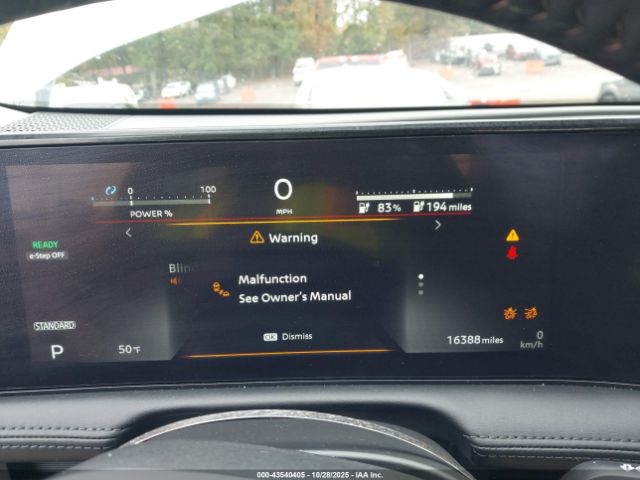 0 100
POWER %
0
MPH
83% 194 miles
Warning
READY
e-Step OFF
Blin
Malfunction
See Owner's Manual
OK Dismiss
STANDARD
P
50°F
16388 miles
0
km/h
000-43540405 10/28/2025 IAA Inc.